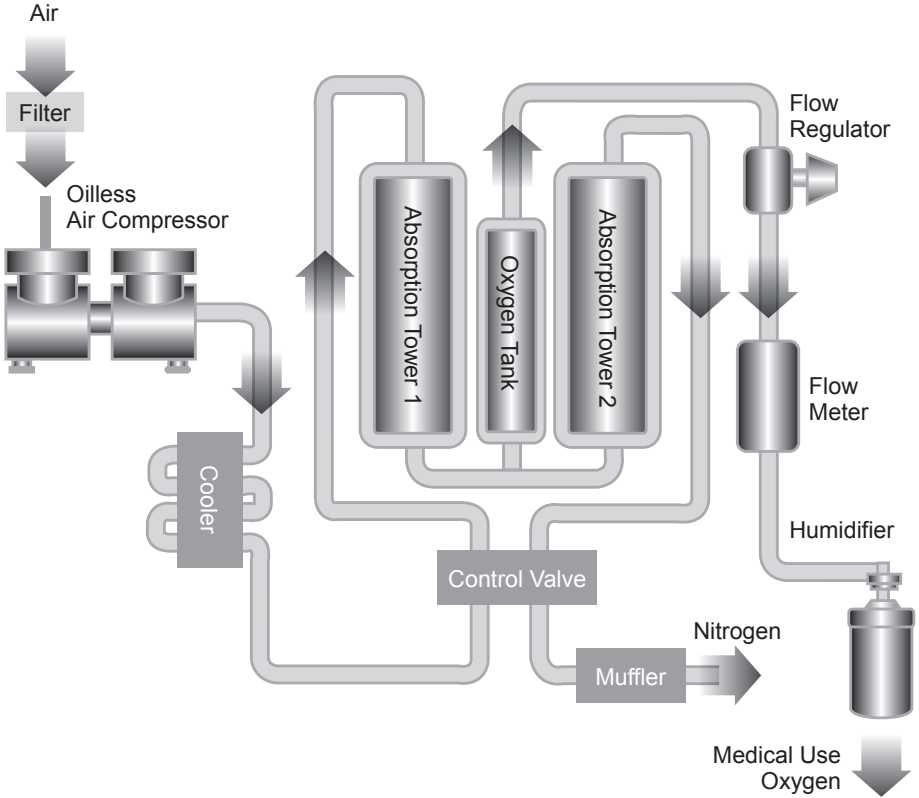 Air
Filter
Oilless
Air Compressor
Cooler
Absorption Tower 1
Oxygen Tank
Absorption Tower 2
Control Valve
Muffler
Nitrogen
Flow
Regulator
Flow
Meter
Humidifier
Medical Use
Oxygen